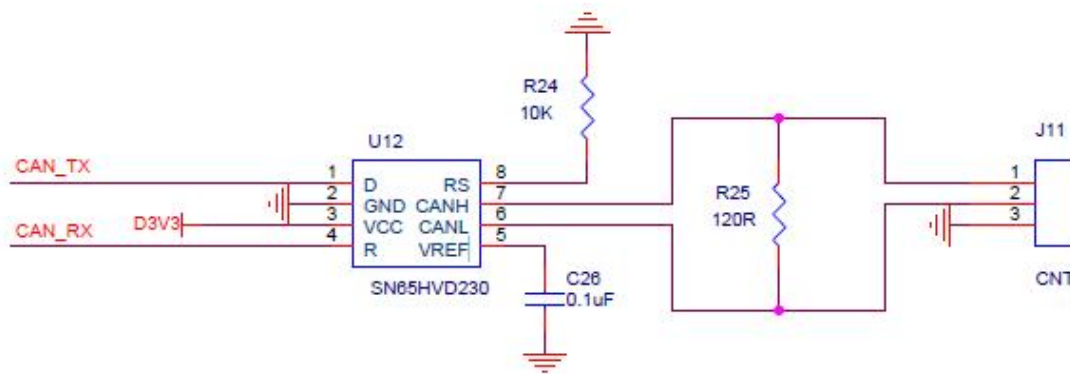 R24
10K
U12
J11
CAN_TX
1
D
RS
8
1
2
GND
CANH
7
R25
2
D3V3
3
VCC
CANL
6
120R
3
CAN_RX
4
R
VREF
5
C26
SN65HVD230
0.1uF
CNT